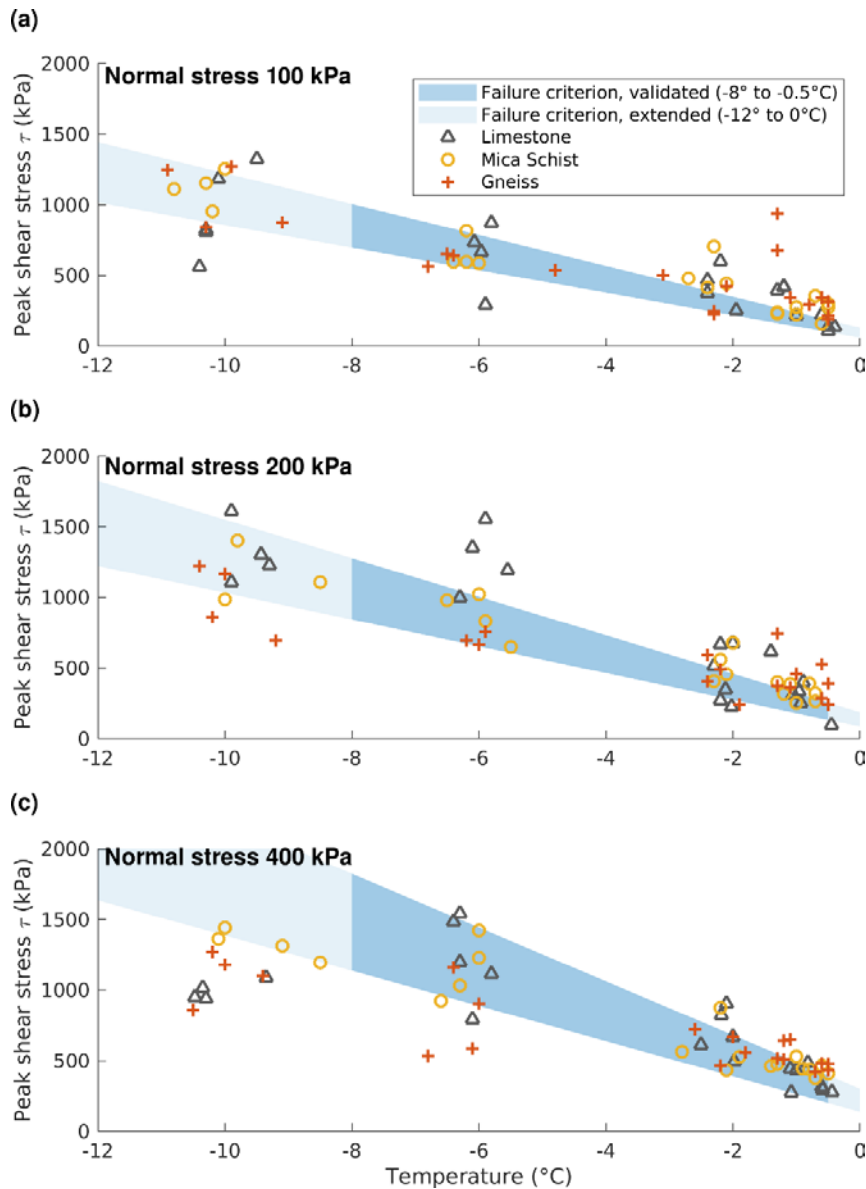 (a)
Normal stress 100 kPa
Failure criterion, validated (-8° to -0.5°C)
Failure criterion, extended (-12° to 0°C)
Limestone
Mica Schist
Gneiss
Peak shear stress τ (kPa)
2000
1500
1000
500
0
-12 -10 -8 -6 -4 -2 0
(b)
Normal stress 200 kPa
Peak shear stress τ (kPa)
2000
1500
1000
500
0
-12 -10 -8 -6 -4 -2 0
(c)
Normal stress 400 kPa
Peak shear stress τ (kPa)
2000
1500
1000
500
0
-12 -10 -8 -6 -4 -2 0
Temperature (°C)